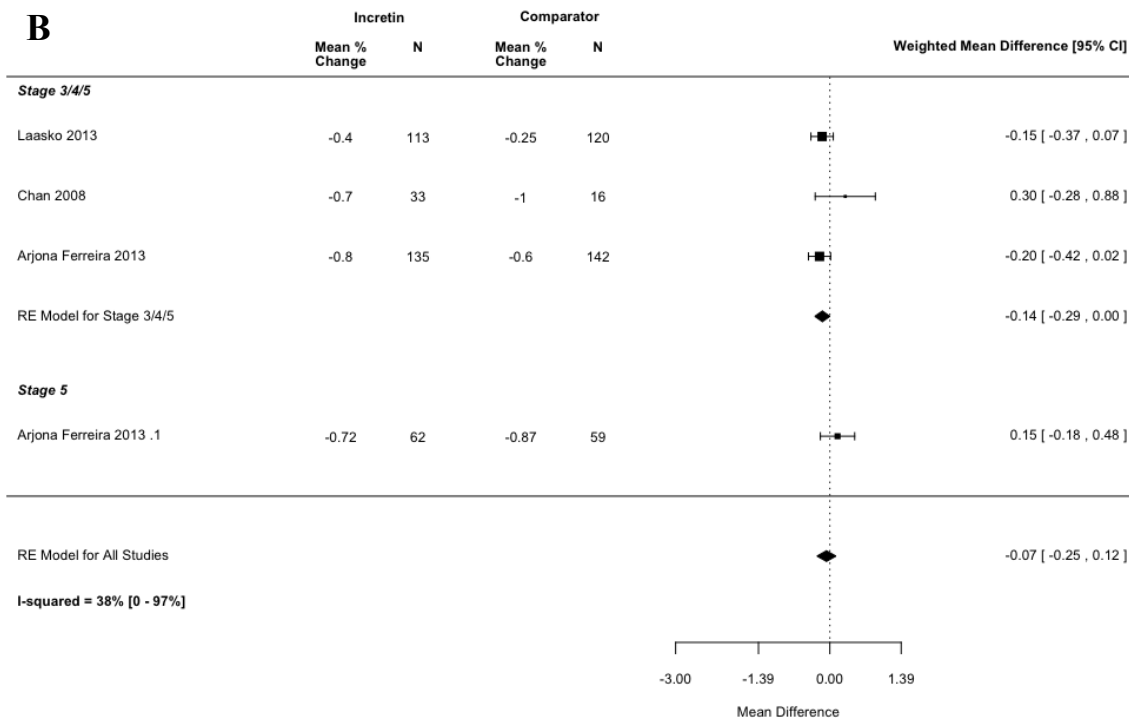 B
Incretin Comparator
Mean % Change N Mean % Change N Weighted Mean Difference [95% CI]
Stage 3/4/5
Laasko 2013 -0.4 113 -0.25 120 -0.15 [ -0.37 , 0.07 ]
Chan 2008 -0.7 33 -1 16 0.30 [ -0.28 , 0.88 ]
Arjona Ferreira 2013 -0.8 135 -0.6 142 -0.20 [ -0.42 , 0.02 ]
RE Model for Stage 3/4/5 -0.14 [ -0.29 , 0.00 ]
Stage 5
Arjona Ferreira 2013 .1 -0.72 62 -0.87 59 0.15 [ -0.18 , 0.48 ]
RE Model for All Studies -0.07 [ -0.25 , 0.12 ]
I-squared = 38% [0 - 97%]
-3.00 -1.39 0.00 1.39
Mean Difference